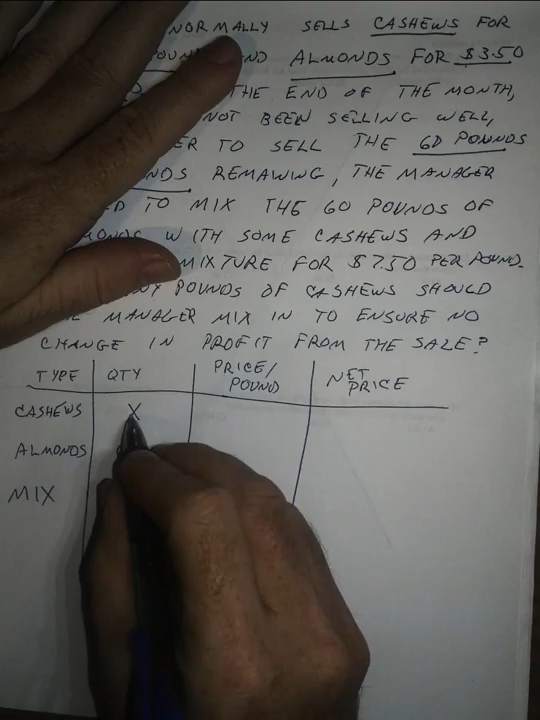 NORMALLY SELLS CASHEWS FOR
ALMONDS FOR $3.50
THE END OF THE MONTH,
NOT BEEN SELLING WELL,
TO SELL THE 60 POUNDS
REMAWING, THE MANAGER
TO MIX THE 60 POUNDS OF
WITH SOME CASHEWS AND
MIXTURE FOR $7.50 PER POUND.
POUNDS OF CASHEWS SHOULD
MANAGER MIX IN TO ENSURE NO
CHANGE IN PROFIT FROM THE SALE?
TYPE QTY PRICE/POUND NET PRICE
CASHEWS X
ALMONDS
MIX